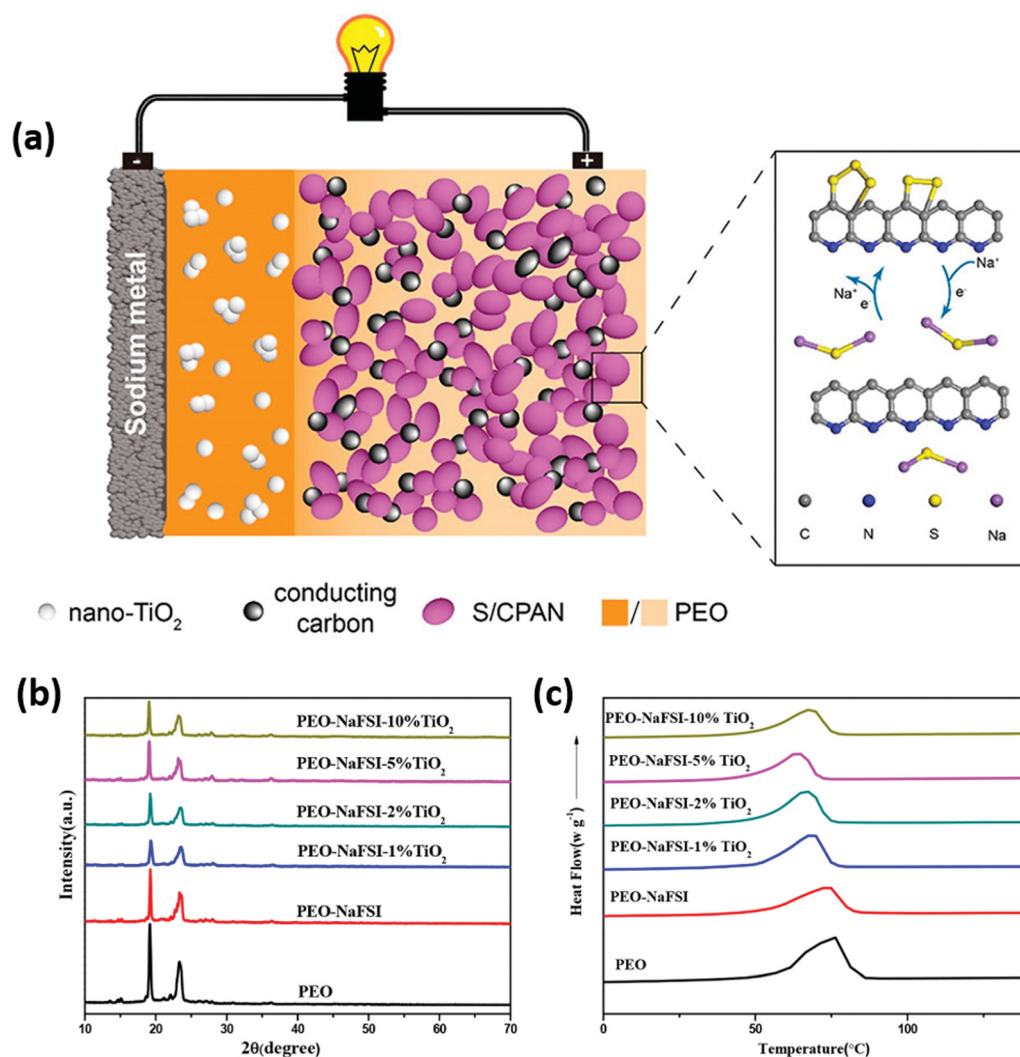 (a)
-
+
Sodium metal
Na⁺
e⁻
Na⁺
e⁻
C N S Na
nano-TiO₂
conducting
carbon
S/CPAN
/
PEO
(b)
PEO-NaFSI-10%TiO₂
PEO-NaFSI-5%TiO₂
PEO-NaFSI-2%TiO₂
PEO-NaFSI-1%TiO₂
PEO-NaFSI
PEO
Intensity(a.u.)
10 20 30 40 50 60 70
2θ(degree)
(c)
PEO-NaFSI-10% TiO₂
PEO-NaFSI-5% TiO₂
PEO-NaFSI-2% TiO₂
PEO-NaFSI-1% TiO₂
PEO-NaFSI
PEO
Heat Flow(w g⁻¹)
0 50 100
Temperature(°C)